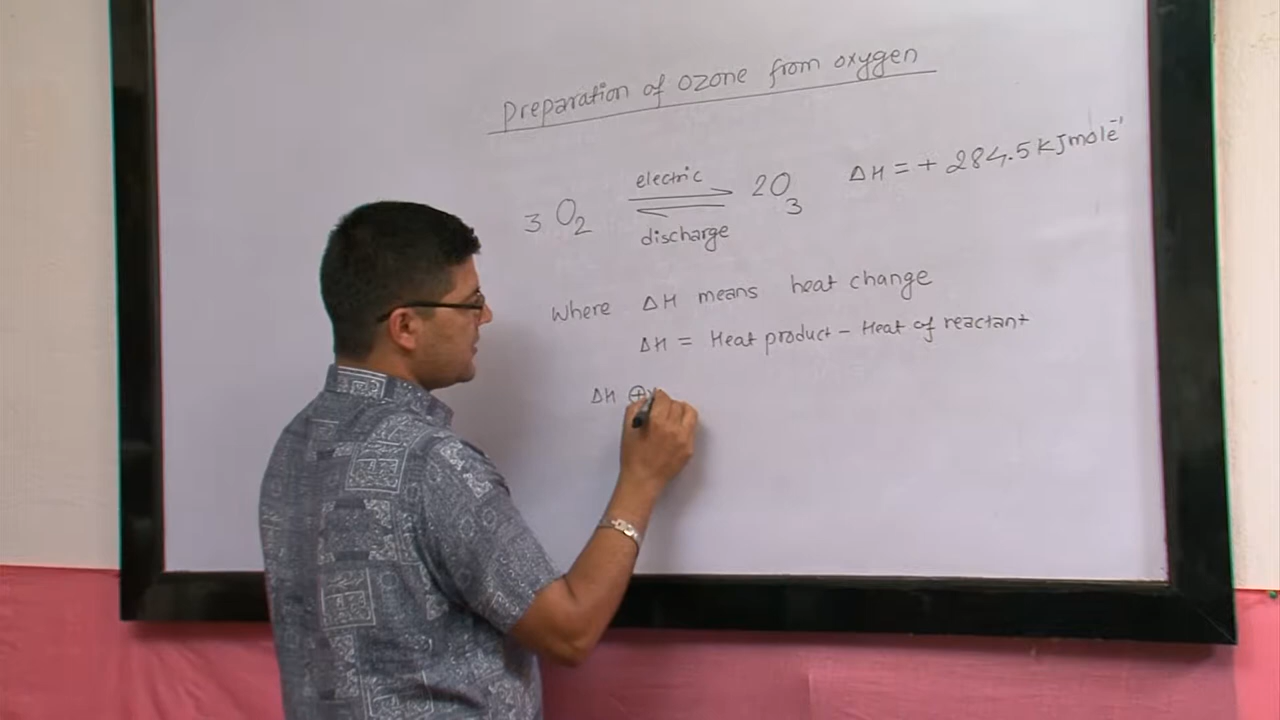 Preparation of ozone from oxygen
electric
3 O2 ⇌ 2O3 ΔH = + 284.5 KJmole⁻¹
discharge
Where ΔH means heat change
ΔH = Heat product - Heat of reactant
ΔH ⊕